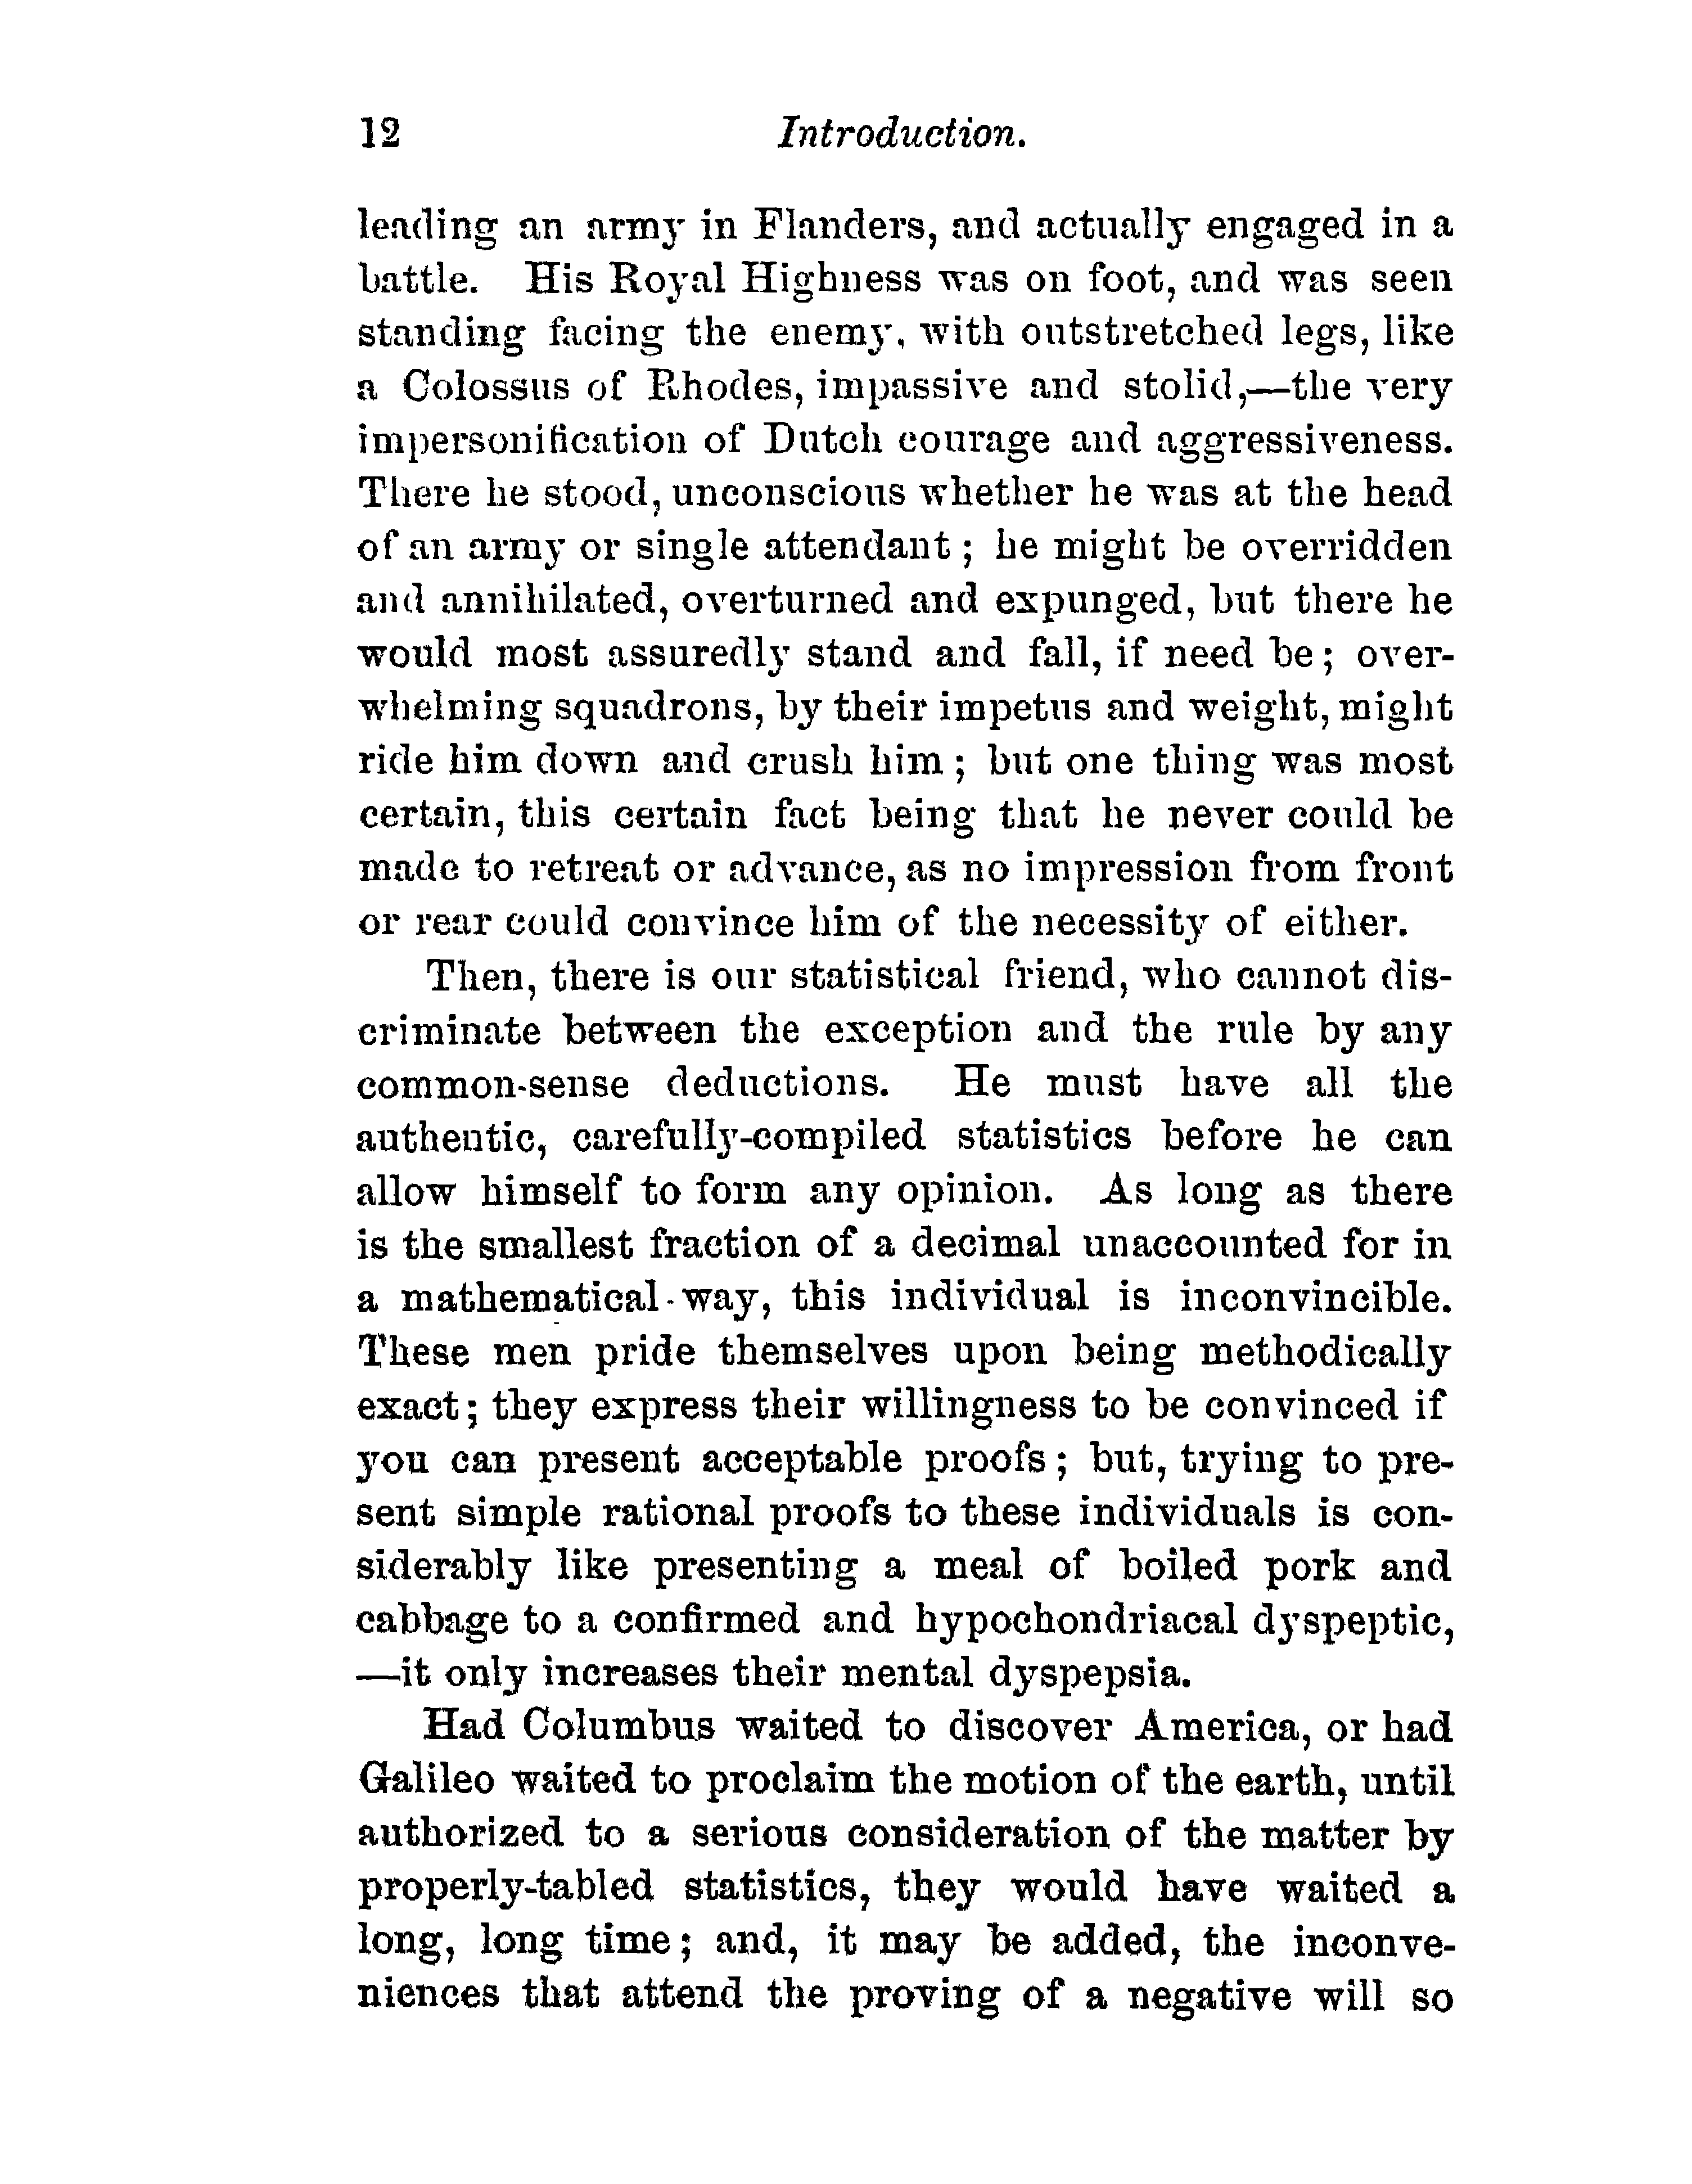 12 Introduction.
leading an army in Flanders, and actually engaged in a
battle. His Royal Highness was on foot, and was seen
standing facing the enemy, with outstretched legs, like
a Colossus of Rhodes, impassive and stolid,—the very
impersonification of Dutch courage and aggressiveness.
There he stood, unconscious whether he was at the head
of an army or single attendant; he might be overridden
and annihilated, overturned and expunged, but there he
would most assuredly stand and fall, if need be; over-
whelming squadrons, by their impetus and weight, might
ride him down and crush him; but one thing was most
certain, this certain fact being that he never could be
made to retreat or advance, as no impression from front
or rear could convince him of the necessity of either.
Then, there is our statistical friend, who cannot dis-
criminate between the exception and the rule by any
common-sense deductions. He must have all the
authentic, carefully-compiled statistics before he can
allow himself to form any opinion. As long as there
is the smallest fraction of a decimal unaccounted for in
a mathematical-way, this individual is inconvincible.
These men pride themselves upon being methodically
exact; they express their willingness to be convinced if
you can present acceptable proofs; but, trying to pre-
sent simple rational proofs to these individuals is con-
siderably like presenting a meal of boiled pork and
cabbage to a confirmed and hypochondriacal dyspeptic,
—it only increases their mental dyspepsia.
Had Columbus waited to discover America, or had
Galileo waited to proclaim the motion of the earth, until
authorized to a serious consideration of the matter by
properly-tabled statistics, they would have waited a
long, long time; and, it may be added, the inconve-
niences that attend the proving of a negative will so